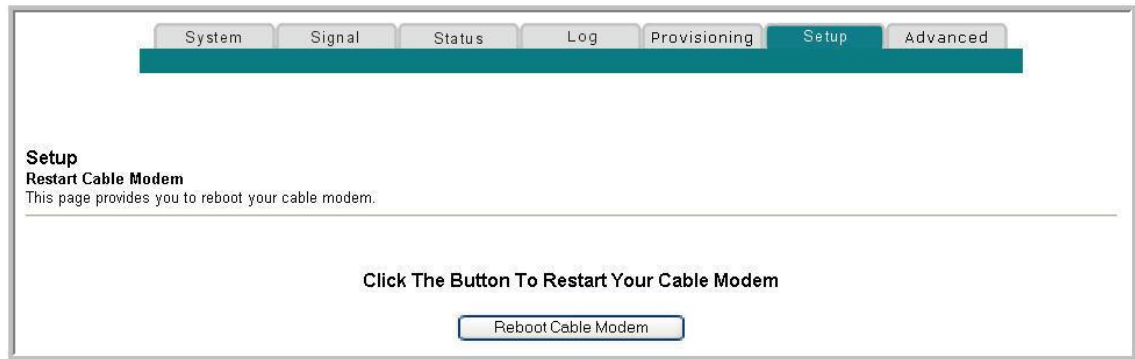 System Signal Status Log Provisioning Setup Advanced
Setup
Restart Cable Modem
This page provides you to reboot your cable modem.
Click The Button To Restart Your Cable Modem
Reboot Cable Modem